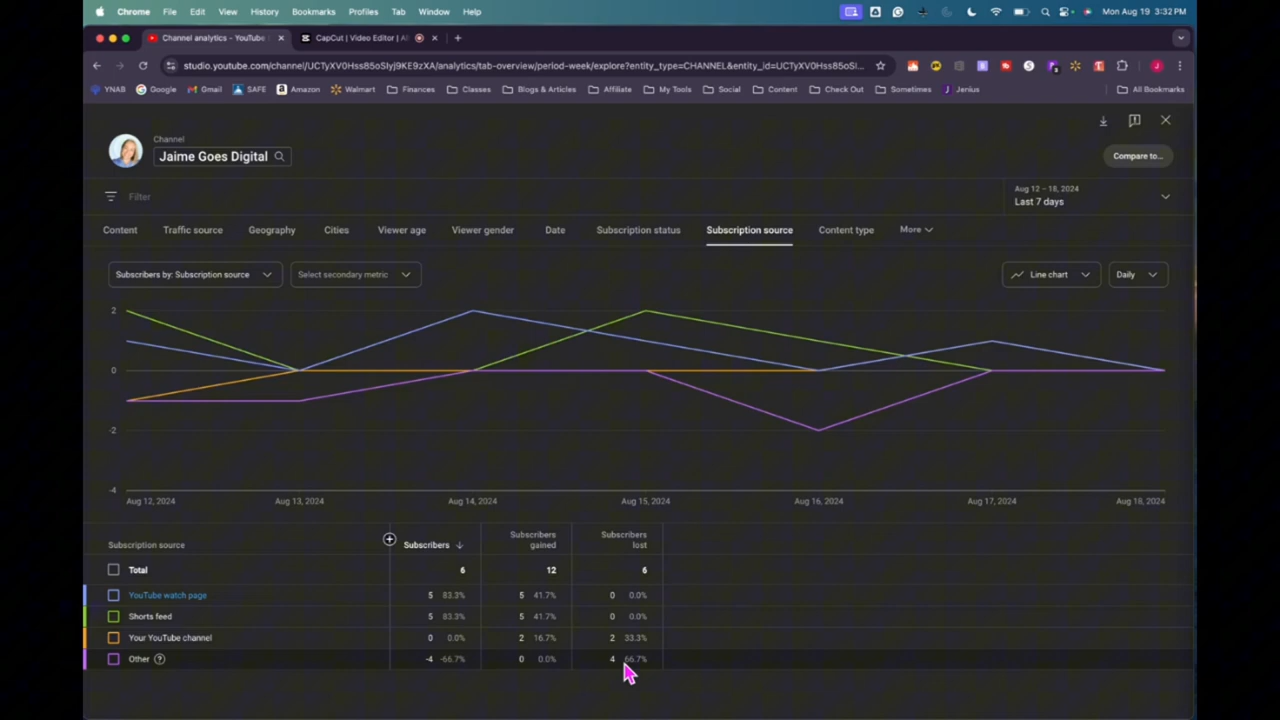 Chrome File Edit View History Bookmarks Profiles Tab Window Help Mon Aug 19 3:32 PM
Channel analytics - YouTube CapCut | Video Editor | Al
studio.youtube.com/channel/UCTyXV0Hss85oSIyj9KE9zXA/analytics/tab-overview/period-week/explore?entity_type=CHANNEL&entity_id=UCTyXV0Hss85oSIyj9KE9zXA/...
YNAB Google Gmail SAFE Amazon Walmart Finances Classes Blogs & Articles Affiliate My Tools Social Content Check Out Sometimes Jenius All Bookmarks
Channel
Jaime Goes Digital
Compare to...
Filter
Aug 12 – 18, 2024
Last 7 days
Content Traffic source Geography Cities Viewer age Viewer gender Date Subscription status Subscription source Content type More
Subscribers by: Subscription source Select secondary metric Line chart Daily
2
0
-2
-4
Aug 12, 2024 Aug 13, 2024 Aug 14, 2024 Aug 15, 2024 Aug 16, 2024 Aug 17, 2024 Aug 18, 2024
Subscription source Subscribers Subscribers gained Subscribers lost
Total 6 12 6
YouTube watch page 5 83.3% 5 41.7% 0 0.0%
Shorts feed 5 83.3% 5 41.7% 0 0.0%
Your YouTube channel 0 0.0% 2 16.7% 2 33.3%
Other ? -4 -66.7% 0 0.0% 4 66.7%